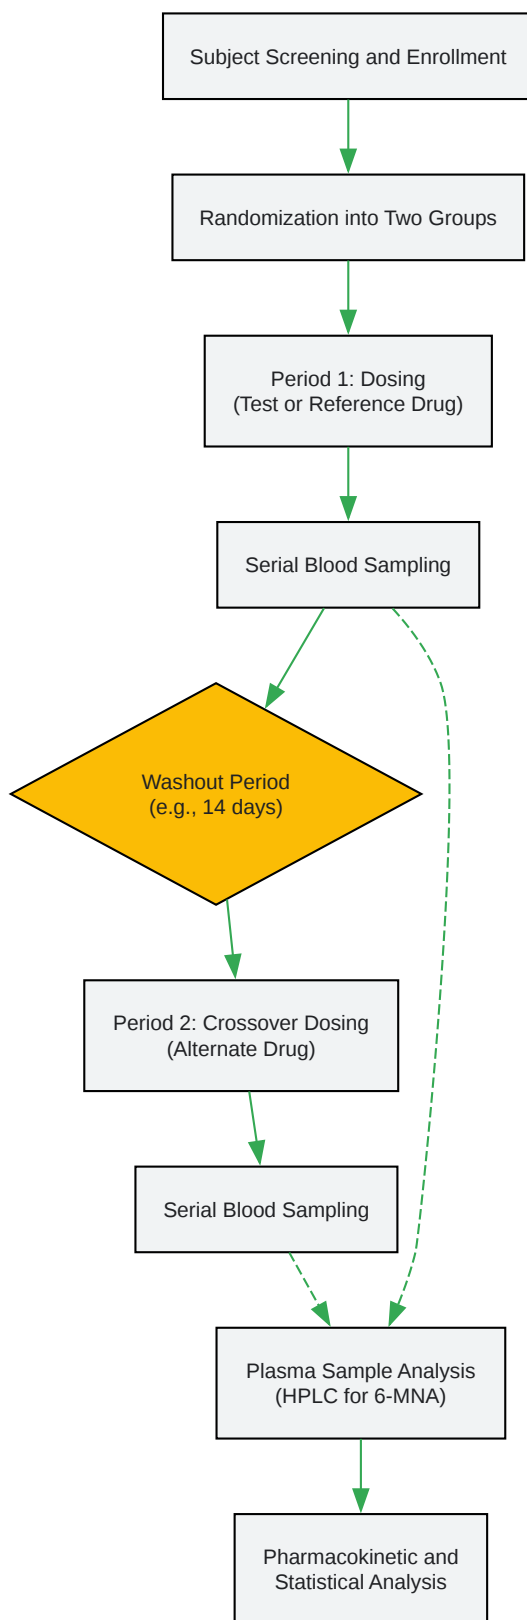 Subject Screening and Enrollment
Randomization into Two Groups
Period 1: Dosing
(Test or Reference Drug)
Serial Blood Sampling
Washout Period
(e.g., 14 days)
Period 2: Crossover Dosing
(Alternate Drug)
Serial Blood Sampling
Plasma Sample Analysis
(HPLC for 6-MNA)
Pharmacokinetic and
Statistical Analysis